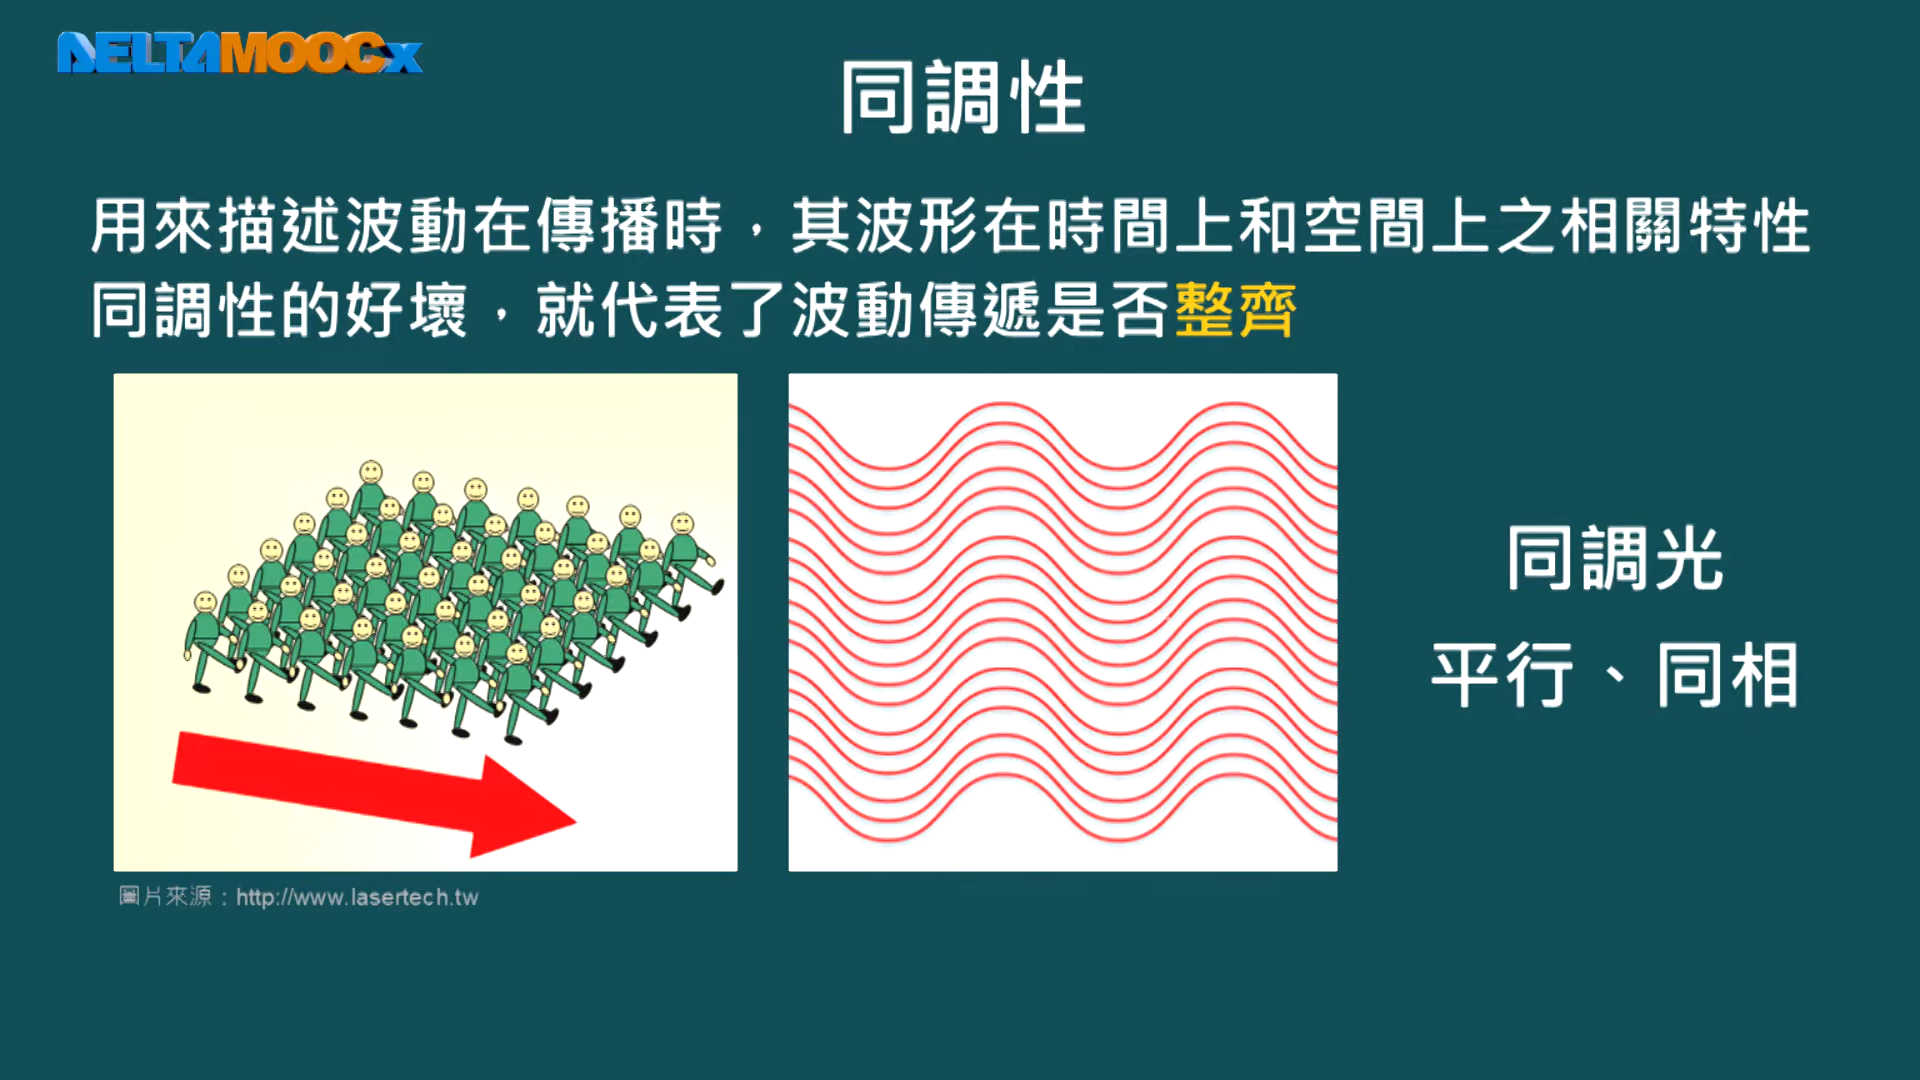 DELTAMOOCx
同調性
用來描述波動在傳播時，其波形在時間上和空間上之相關特性
同調性的好壞，就代表了波動傳遞是否整齊
同調光
平行、同相
圖片來源：http://www.lasertech.tw